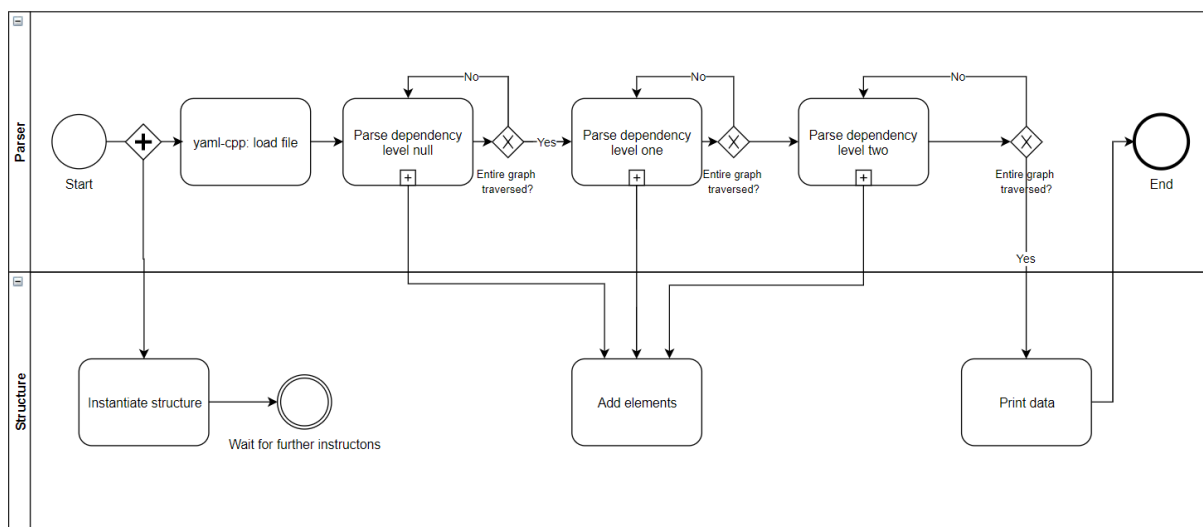 Parser
Start
yaml-cpp: load file
Parse dependency
level null
No
Entire graph
traversed?
Yes
Parse dependency
level one
No
Entire graph
traversed?
Parse dependency
level two
No
Entire graph
traversed?
Yes
End
Structure
Instantiate structure
Wait for further instructons
Add elements
Print data